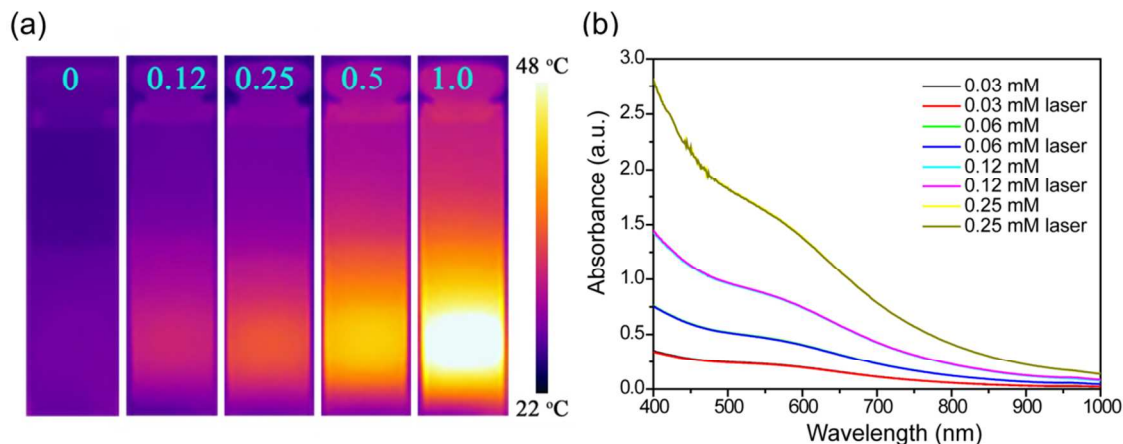 (a)
0 0.12 0.25 0.5 1.0
48 °C
22 °C
(b)
3.0
2.5
2.0
1.5
1.0
0.5
0.0
Absorbance (a.u.)
0.03 mM
0.03 mM laser
0.06 mM
0.06 mM laser
0.12 mM
0.12 mM laser
0.25 mM
0.25 mM laser
400 500 600 700 800 900 1000
Wavelength (nm)